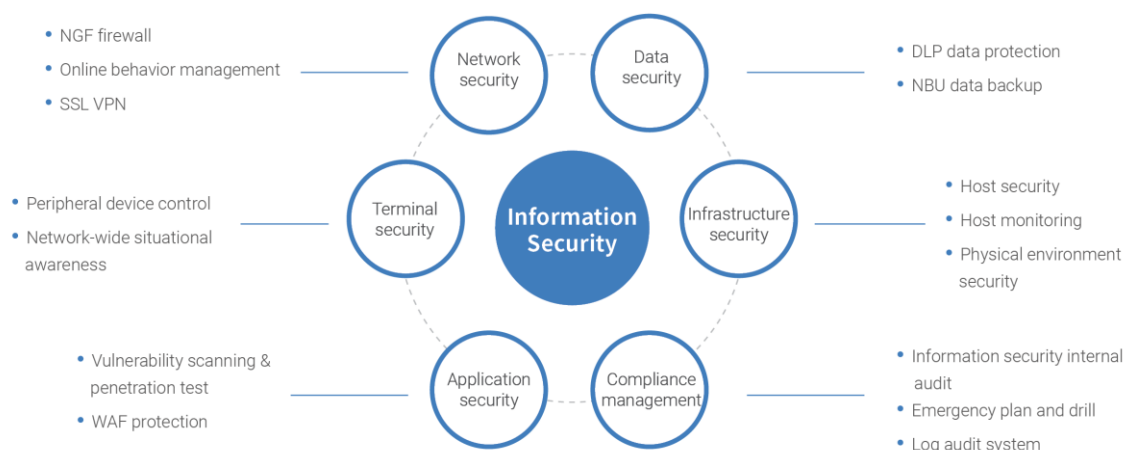 NGF firewall
Online behavior management
SSL VPN
Network
security
Data
security
DLP data protection
NBU data backup
Peripheral device control
Network-wide situational
awareness
Terminal
security
Information
Security
Infrastructure
security
Host security
Host monitoring
Physical environment
security
Vulnerability scanning &
penetration test
WAF protection
Application
security
Compliance
management
Information security internal
audit
Emergency plan and drill
Log audit system